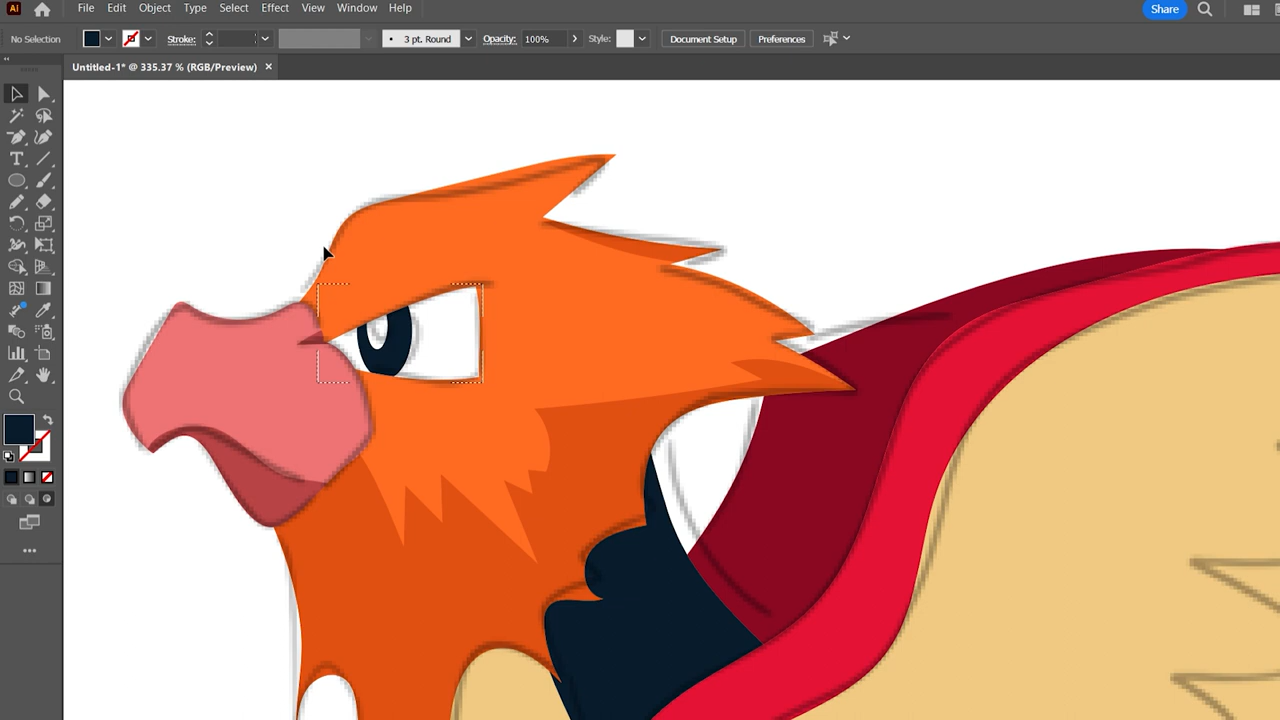 Ai File Edit Object Type Select Effect View Window Help Share
No Selection Stroke: • 3 pt. Round Opacity: 100% Style: Document Setup Preferences
Untitled-1* @ 335.37 % (RGB/Preview) ×